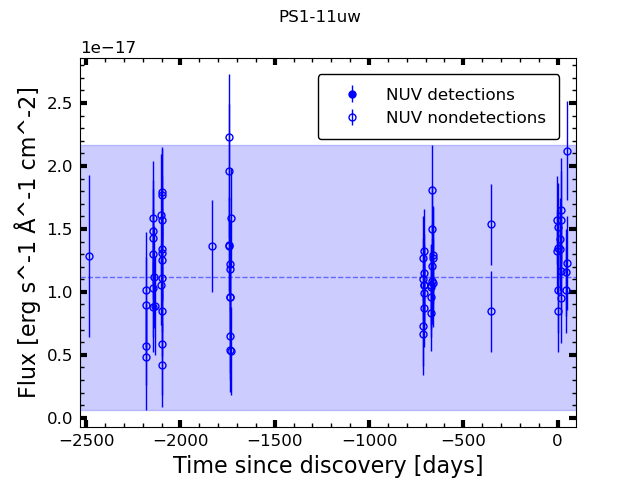 PS1-11uw
1e−17
NUV detections
NUV nondetections
2.5
2.0
1.5
1.0
0.5
0.0
Flux [erg s^-1 Å^-1 cm^-2]
−2500 −2000 −1500 −1000 −500 0
Time since discovery [days]